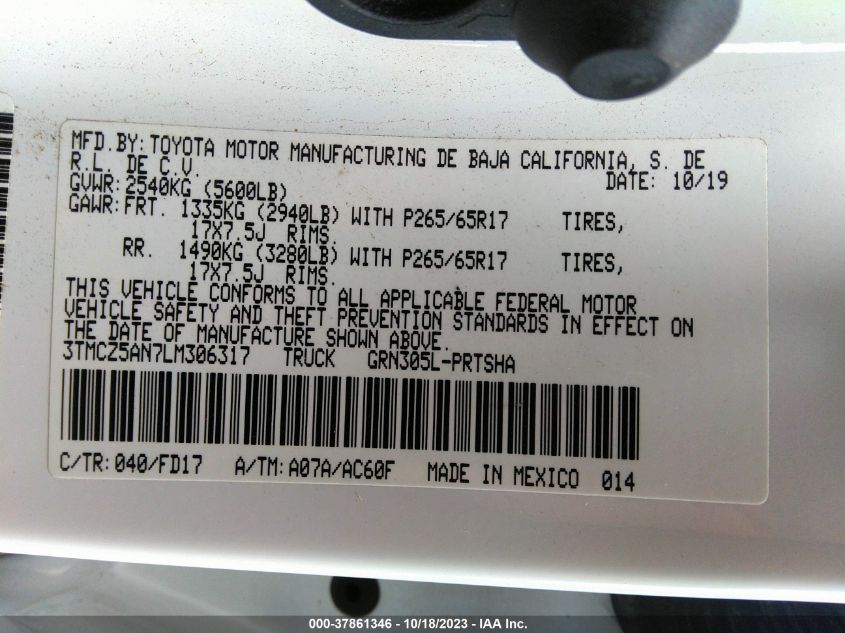 MFD.BY: TOYOTA MOTOR MANUFACTURING DE BAJA CALIFORNIA, S. DE
R.L. DE C.V. DATE: 10/19
GVWR: 2540KG (5600LB)
GAWR: FRT. 1335KG (2940LB) WITH P265/65R17 TIRES,
17X7.5J RIMS.
RR. 1490KG (3280LB) WITH P265/65R17 TIRES,
17X7.5J RIMS.
THIS VEHICLE CONFORMS TO ALL APPLICABLE FEDERAL MOTOR
VEHICLE SAFETY AND THEFT PREVENTION STANDARDS IN EFFECT ON
THE DATE OF MANUFACTURE SHOWN ABOVE.
3TMCZ5AN7LM306317 TRUCK GRN305L-PRTSHA
C/TR: 040/FD17 A/TM: A07A/AC60F MADE IN MEXICO 014
000-37861346 - 10/18/2023 - IAA Inc.